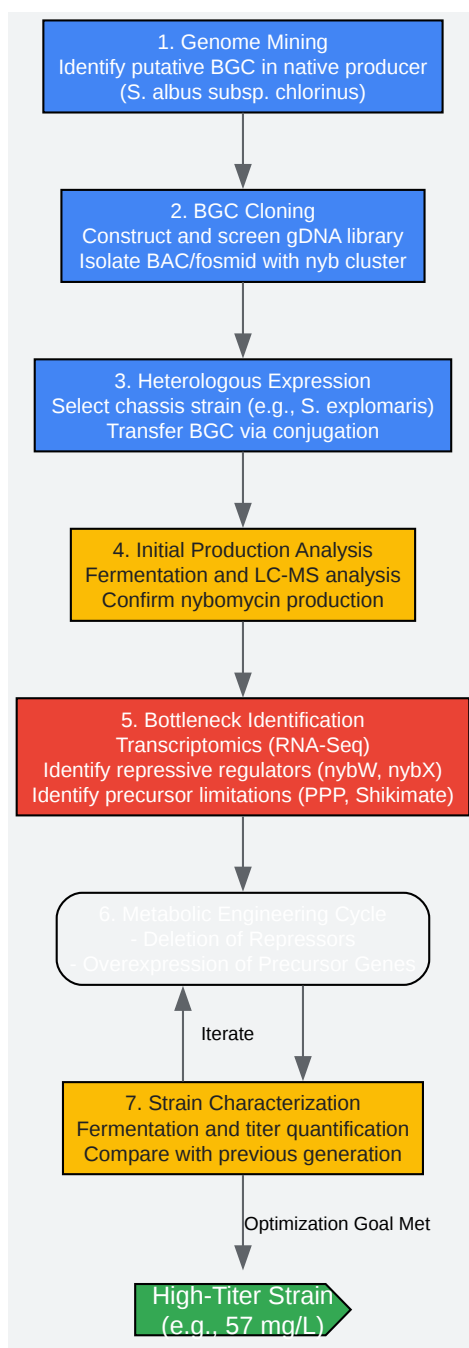 1. Genome Mining
Identify putative BGC in native producer
(S. albus subsp. chlorinus)
2. BGC Cloning
Construct and screen gDNA library
Isolate BAC/fosmid with nyb cluster
3. Heterologous Expression
Select chassis strain (e.g., S. explomaris)
Transfer BGC via conjugation
4. Initial Production Analysis
Fermentation and LC-MS analysis
Confirm nybomycin production
5. Bottleneck Identification
Transcriptomics (RNA-Seq)
Identify repressive regulators (nybW, nybX)
Identify precursor limitations (PPP, Shikimate)
6. Metabolic Engineering Cycle
- Deletion of Repressors
- Overexpression of Precursor Genes
Iterate
7. Strain Characterization
Fermentation and titer quantification
Compare with previous generation
Optimization Goal Met
High-Titer Strain
(e.g., 57 mg/L)